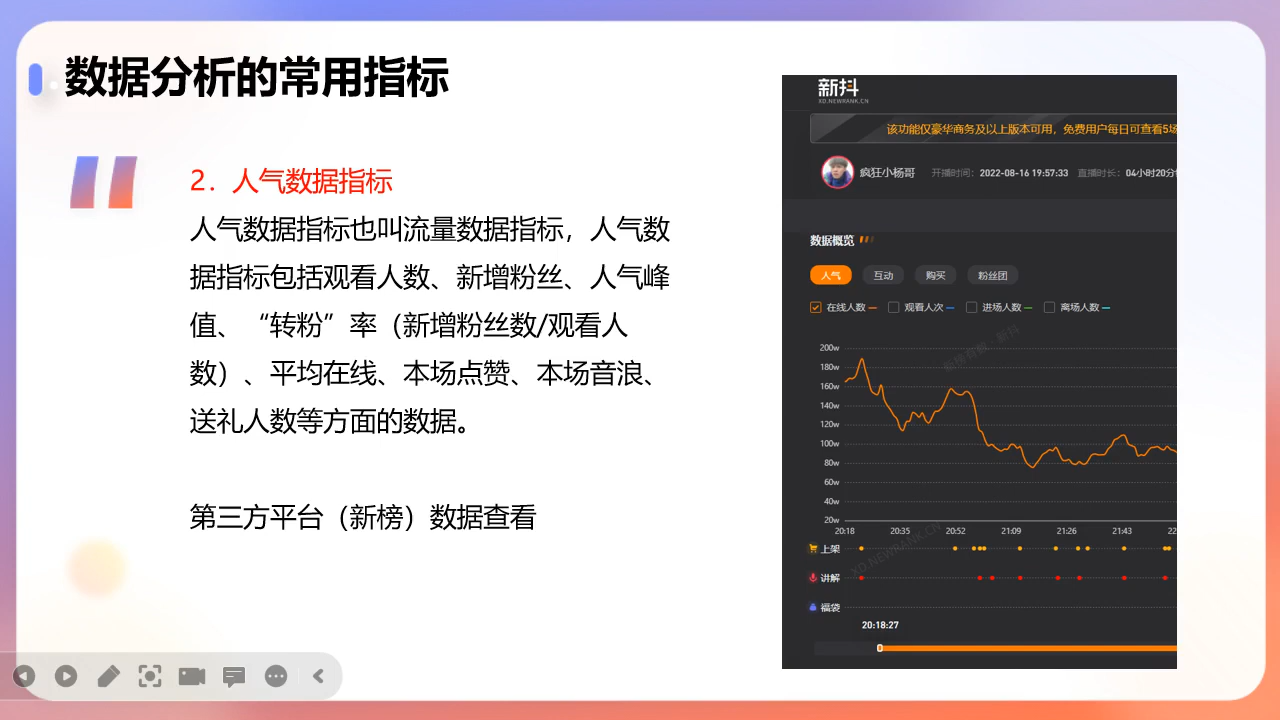 数据分析的常用指标
2．人气数据指标
人气数据指标也叫流量数据指标，人气数
据指标包括观看人数、新增粉丝、人气峰
值、“转粉”率（新增粉丝数/观看人
数）、平均在线、本场点赞、本场音浪、
送礼人数等方面的数据。
第三方平台（新榜）数据查看
新抖
XD.NEWRANK.CN
该功能仅豪华商务及以上版本可用，免费用户每日可查看5场
疯狂小杨哥 开播时间：2022-08-16 19:57:33 直播时长：04小时20分
数据概览
人气 互动 购买 粉丝团
在线人数 观看人次 进场人数 离场人数
200w
180w
160w
140w
120w
100w
80w
60w
40w
20w
20:18 20:35 20:52 21:09 21:26 21:43 22
上架
讲解
福袋
20:18:27
XD.NEWRANK.CN